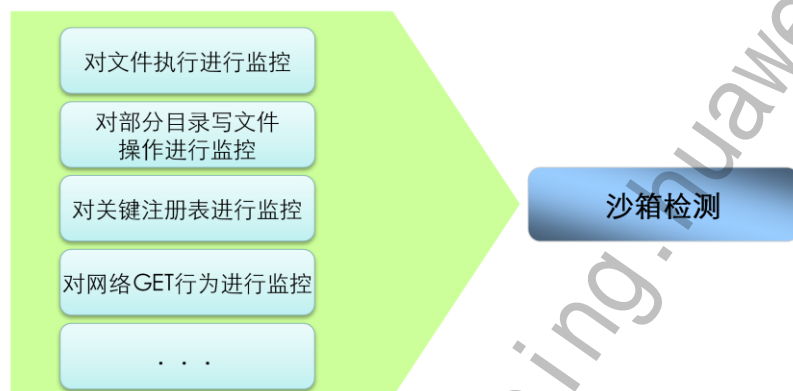 对文件执行进行监控
对部分目录写文件
操作进行监控
对关键注册表进行监控
对网络GET行为进行监控
. . .
沙箱检测
ing.huawe